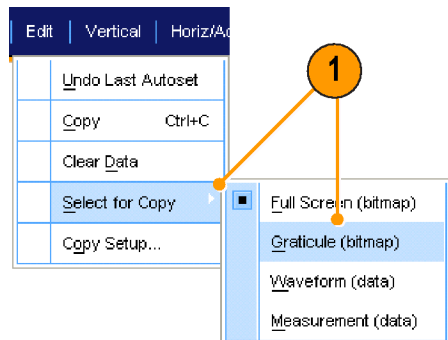 Edit Vertical Horiz/Ac
Undo Last Autoset
Copy Ctrl+C
Clear Data
Select for Copy
Copy Setup...
1
Full Screen (bitmap)
Graticule (bitmap)
Waveform (data)
Measurement (data)